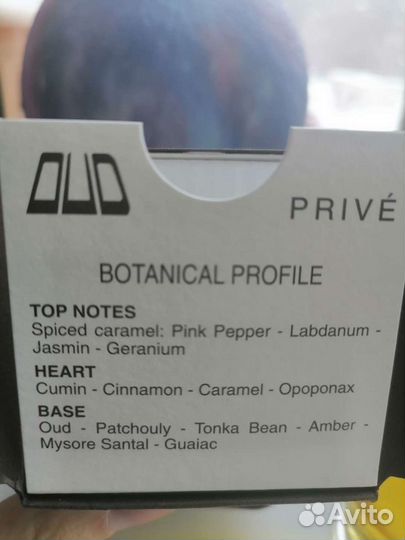 OUD PRIVÉ
BOTANICAL PROFILE
TOP NOTES
Spiced caramel: Pink Pepper - Labdanum -
Jasmin - Geranium
HEART
Cumin - Cinnamon - Caramel - Opoponax
BASE
Oud - Patchouly - Tonka Bean - Amber -
Mysore Santal - Guaiac
Avito